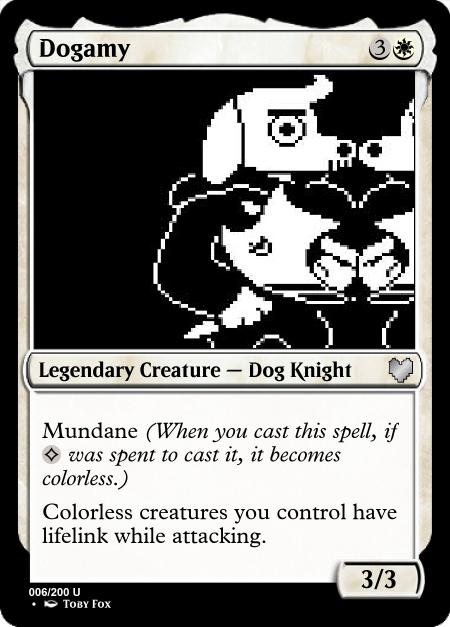 Dogamy
3
Legendary Creature — Dog Knight
Mundane (When you cast this spell, if
was spent to cast it, it becomes
colorless.)
Colorless creatures you control have
lifelink while attacking.
3/3
006/200 U
• Toby Fox